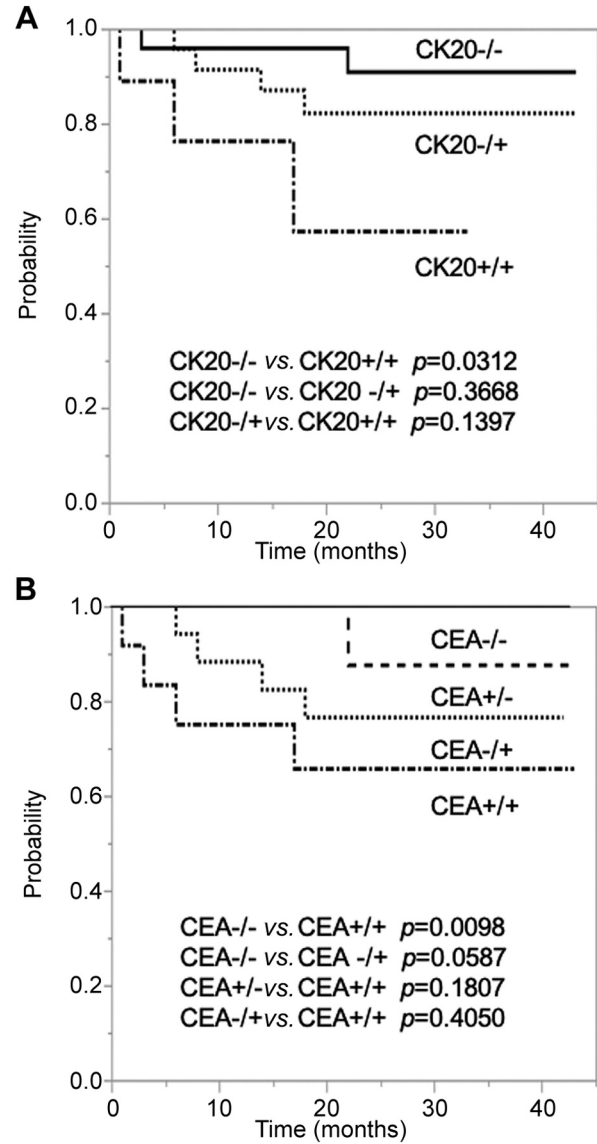 A
1.0
CK20-/-
0.8
CK20-/+
0.6
CK20+/+
Probability
0.4
CK20-/- vs. CK20+/+ p=0.0312
CK20-/- vs. CK20 -/+ p=0.3668
0.2
CK20-/+ vs. CK20+/+ p=0.1397
0.0
0 10 20 30 40
Time (months)
B
1.0
CEA-/-
CEA+/-
0.8
CEA-/+
CEA+/+
0.6
Probability
0.4
CEA-/- vs. CEA+/+ p=0.0098
CEA-/- vs. CEA -/+ p=0.0587
CEA+/- vs. CEA+/+ p=0.1807
0.2
CEA-/+ vs. CEA+/+ p=0.4050
0.0
0 10 20 30 40
Time (months)